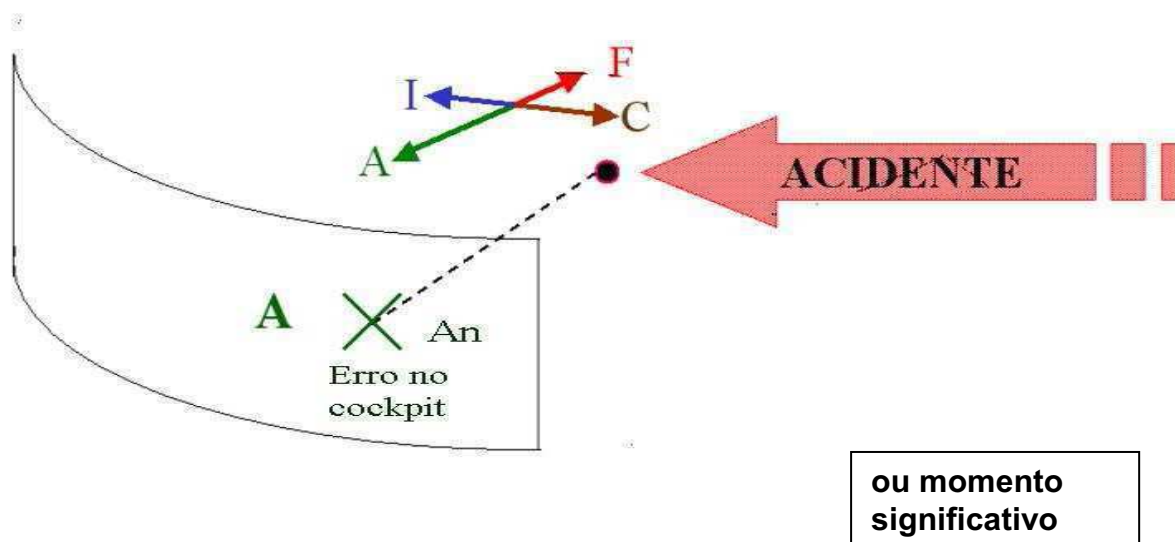 F
I
C
A
ACIDENTE
A
An
Erro no
cockpit
ou momento
significativo